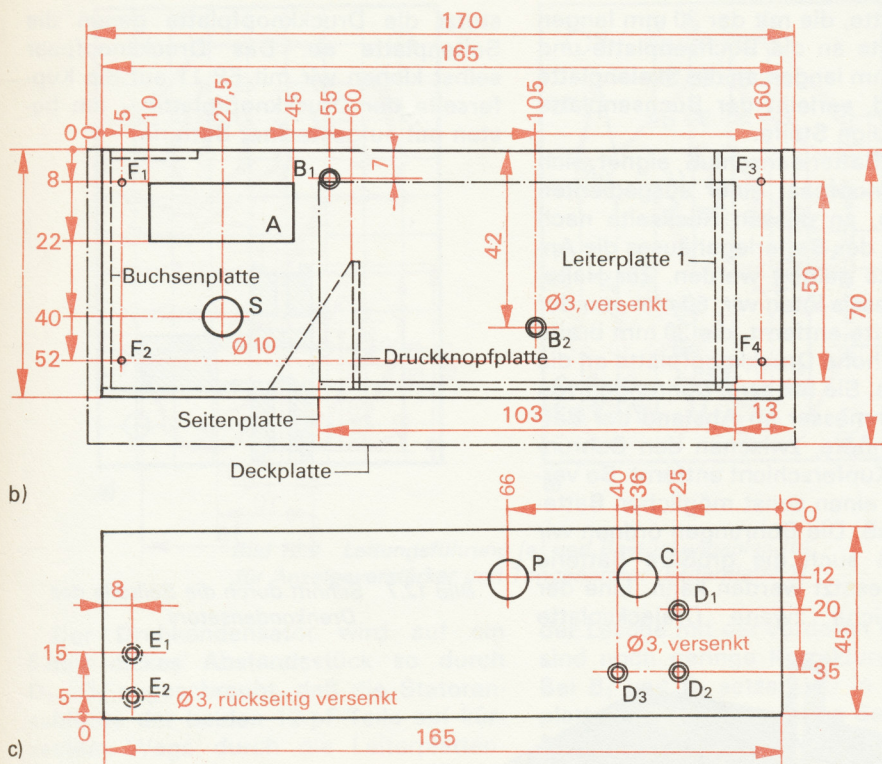 170
165
0 0 5 10 27,5 45 55 60 105 160
0
8
22
40
52
F1
B1
7
F3
A
42
Buchsenplatte
Leiterplatte 1
50
70
S
Ø10
Ø3, versenkt
B2
F2
F4
Druckknopfplatte
Seitenplatte
103
13
Deckplatte
b)
66
40
36
25
0
0
P
C
12
8
D1
20
45
15
E1
Ø3, versenkt
35
5
E2
Ø3, rückseitig versenkt
D3
D2
0
165
c)